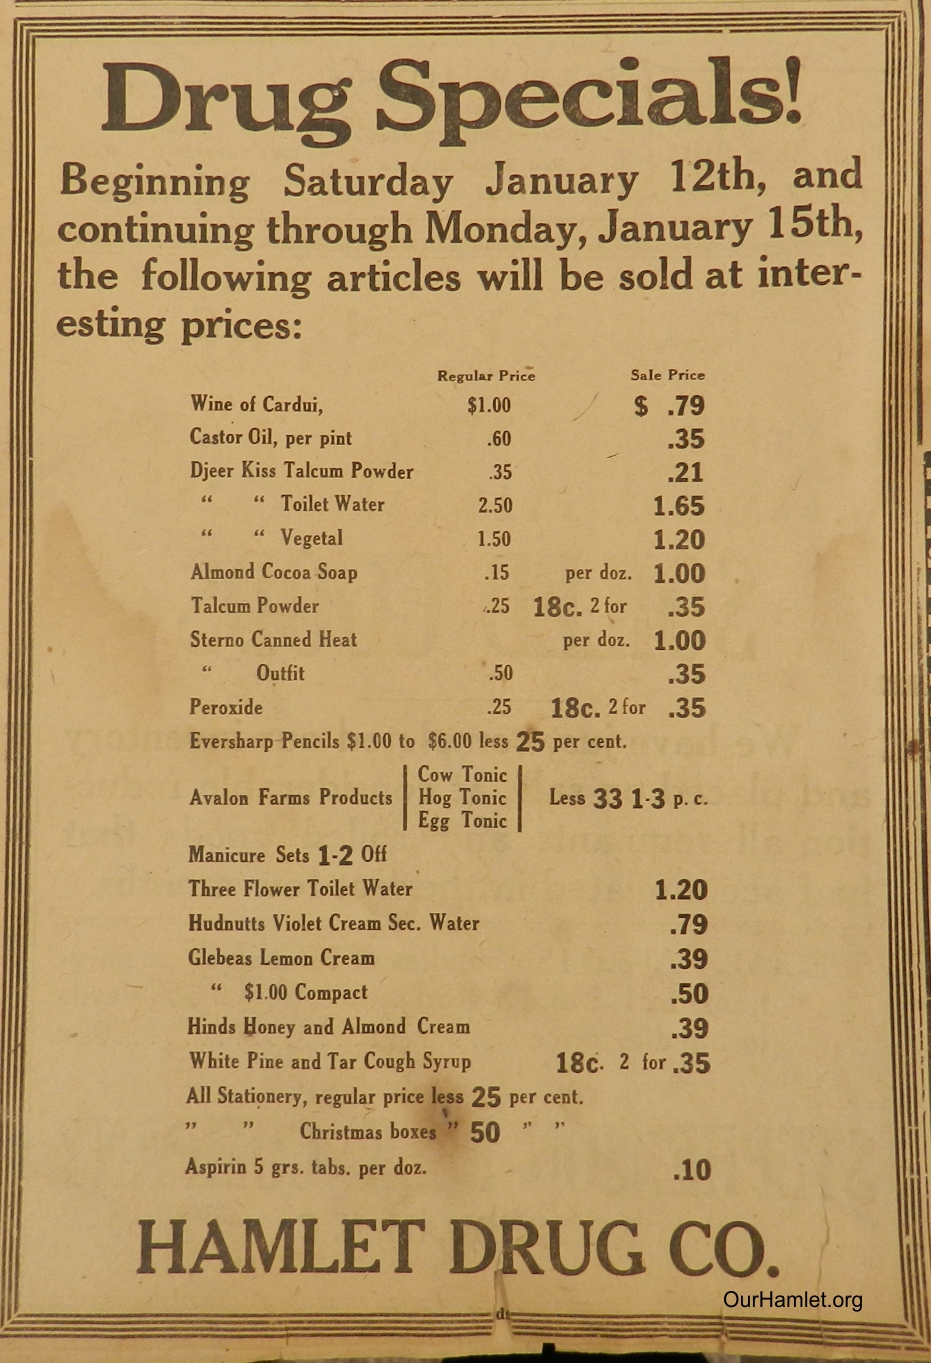 Drug Specials!
Beginning Saturday January 12th, and
continuing through Monday, January 15th,
the following articles will be sold at inter-
esting prices:
Regular Price Sale Price
Wine of Cardui, $1.00 $ .79
Castor Oil, per pint .60 .35
Djeer Kiss Talcum Powder .35 .21
“ “ Toilet Water 2.50 1.65
“ “ Vegetal 1.50 1.20
Almond Cocoa Soap .15 per doz. 1.00
Talcum Powder .25 18c. 2 for .35
Sterno Canned Heat per doz. 1.00
“ Outfit .50 .35
Peroxide .25 18c. 2 for .35
Eversharp Pencils $1.00 to $6.00 less 25 per cent.
Cow Tonic
Avalon Farms Products Hog Tonic Less 33 1-3 p. c.
Egg Tonic
Manicure Sets 1-2 Off
Three Flower Toilet Water 1.20
Hudnutts Violet Cream Sec. Water .79
Glebeas Lemon Cream .39
“ $1.00 Compact .50
Hinds Honey and Almond Cream .39
White Pine and Tar Cough Syrup 18c. 2 for .35
All Stationery, regular price less 25 per cent.
” ” Christmas boxes ” 50 ” ”
Aspirin 5 grs. tabs. per doz. .10
HAMLET DRUG CO.
OurHamlet.org